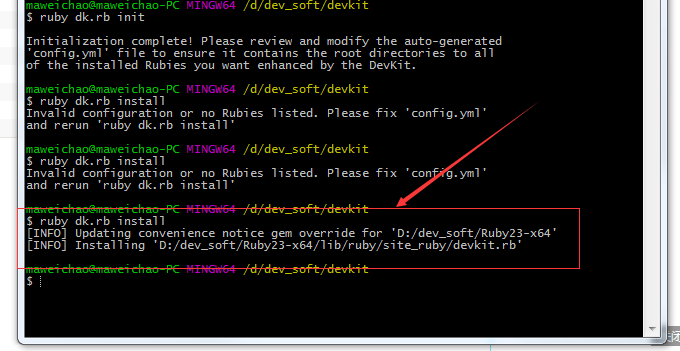 maweichao@maweichao-PC MINGW64 /d/dev_soft/devkit
$ ruby dk.rb init
Initialization complete! Please review and modify the auto-generated
'config.yml' file to ensure it contains the root directories to all
of the installed Rubies you want enhanced by the DevKit.
maweichao@maweichao-PC MINGW64 /d/dev_soft/devkit
$ ruby dk.rb install
Invalid configuration or no Rubies listed. Please fix 'config.yml'
and rerun 'ruby dk.rb install'
maweichao@maweichao-PC MINGW64 /d/dev_soft/devkit
$ ruby dk.rb install
Invalid configuration or no Rubies listed. Please fix 'config.yml'
and rerun 'ruby dk.rb install'
maweichao@maweichao-PC MINGW64 /d/dev_soft/devkit
$ ruby dk.rb install
[INFO] Updating convenience notice gem override for 'D:/dev_soft/Ruby23-x64'
[INFO] Installing 'D:/dev_soft/Ruby23-x64/lib/ruby/site_ruby/devkit.rb'
maweichao@maweichao-PC MINGW64 /d/dev_soft/devkit
$